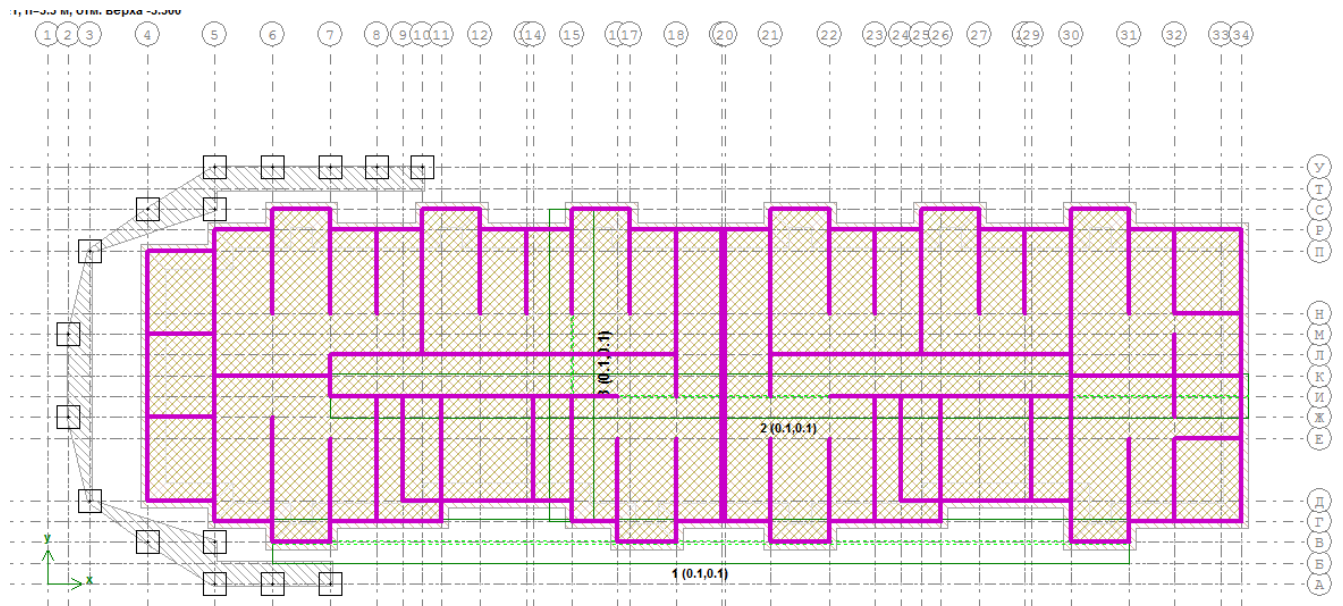 h=3.3 м, отм. верха -3.300
1 2 3 4 5 6 7 8 9 10 11 12 14 15 17 18 20 21 22 23 24 25 26 27 29 30 31 32 33 34
У
Т
С
Р
П
Н
М
Л
К
И
Ж
Е
Д
Г
В
Б
А
3 (0.1,0.1)
2 (0.1,0.1)
1 (0.1,0.1)
y
x